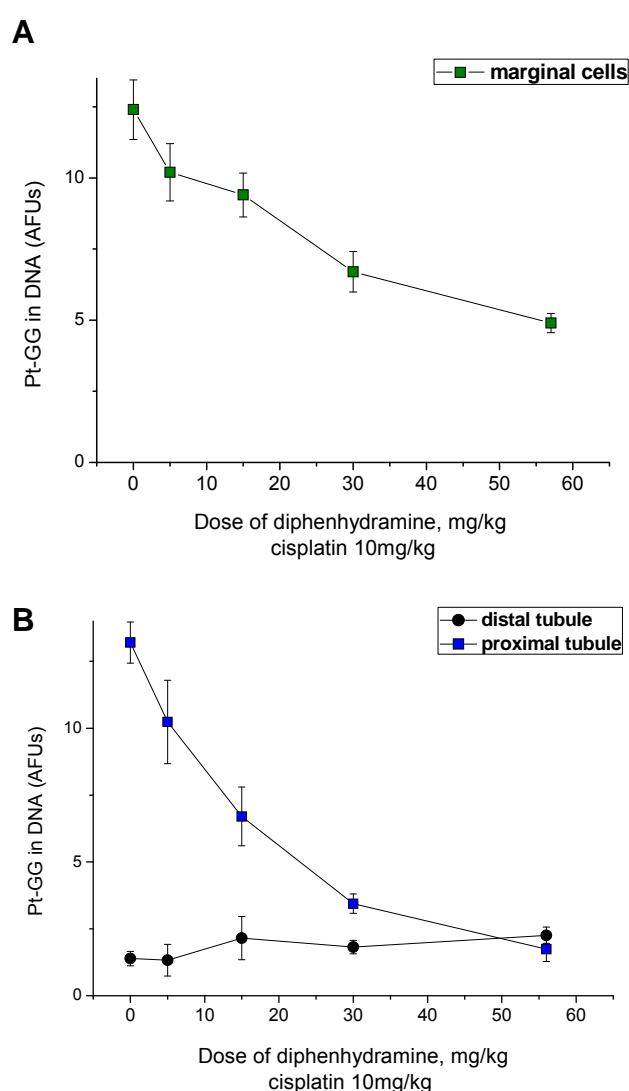 A
marginal cells
10
5
0
Pt-GG in DNA (AFUs)
0 10 20 30 40 50 60
Dose of diphenhydramine, mg/kg
cisplatin 10mg/kg
B
distal tubule
proximal tubule
10
5
0
Pt-GG in DNA (AFUs)
0 10 20 30 40 50 60
Dose of diphenhydramine, mg/kg
cisplatin 10mg/kg